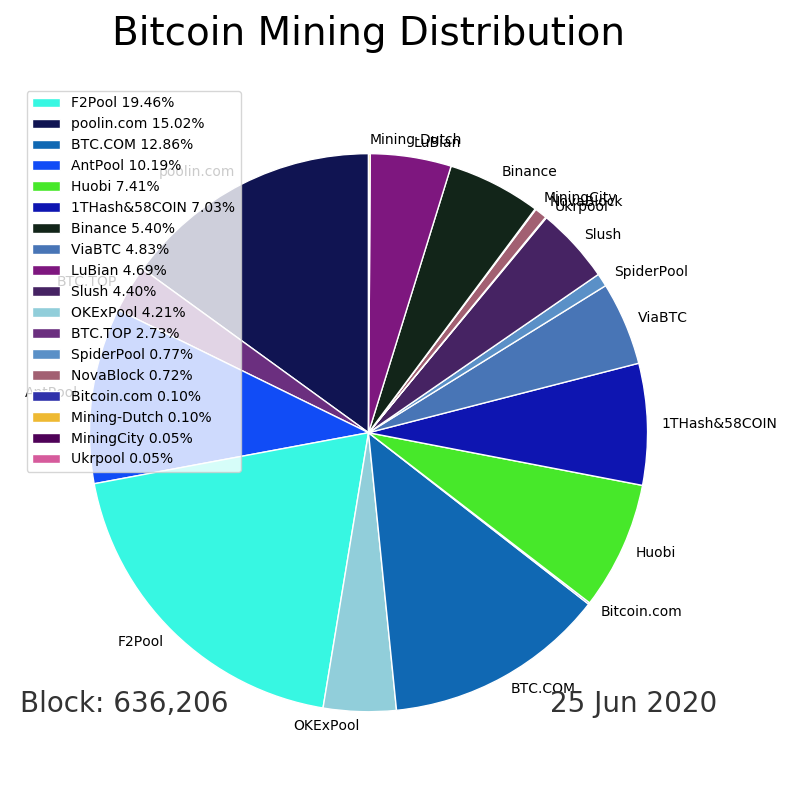 Bitcoin Mining Distribution
F2Pool 19.46%
poolin.com 15.02%
BTC.COM 12.86%
AntPool 10.19%
Huobi 7.41%
1THash&58COIN 7.03%
Binance 5.40%
ViaBTC 4.83%
LuBian 4.69%
Slush 4.40%
OKExPool 4.21%
BTC.TOP 2.73%
SpiderPool 0.77%
NovaBlock 0.72%
Bitcoin.com 0.10%
Mining-Dutch 0.10%
MiningCity 0.05%
Ukrpool 0.05%
Mining-Dutch
LuBian
Binance
MiningCity
NovaBlock
Ukrpool
Slush
SpiderPool
ViaBTC
1THash&58COIN
Huobi
Bitcoin.com
BTC.COM
OKExPool
F2Pool
AntPool
BTC.TOP
poolin.com
Block: 636,206
25 Jun 2020